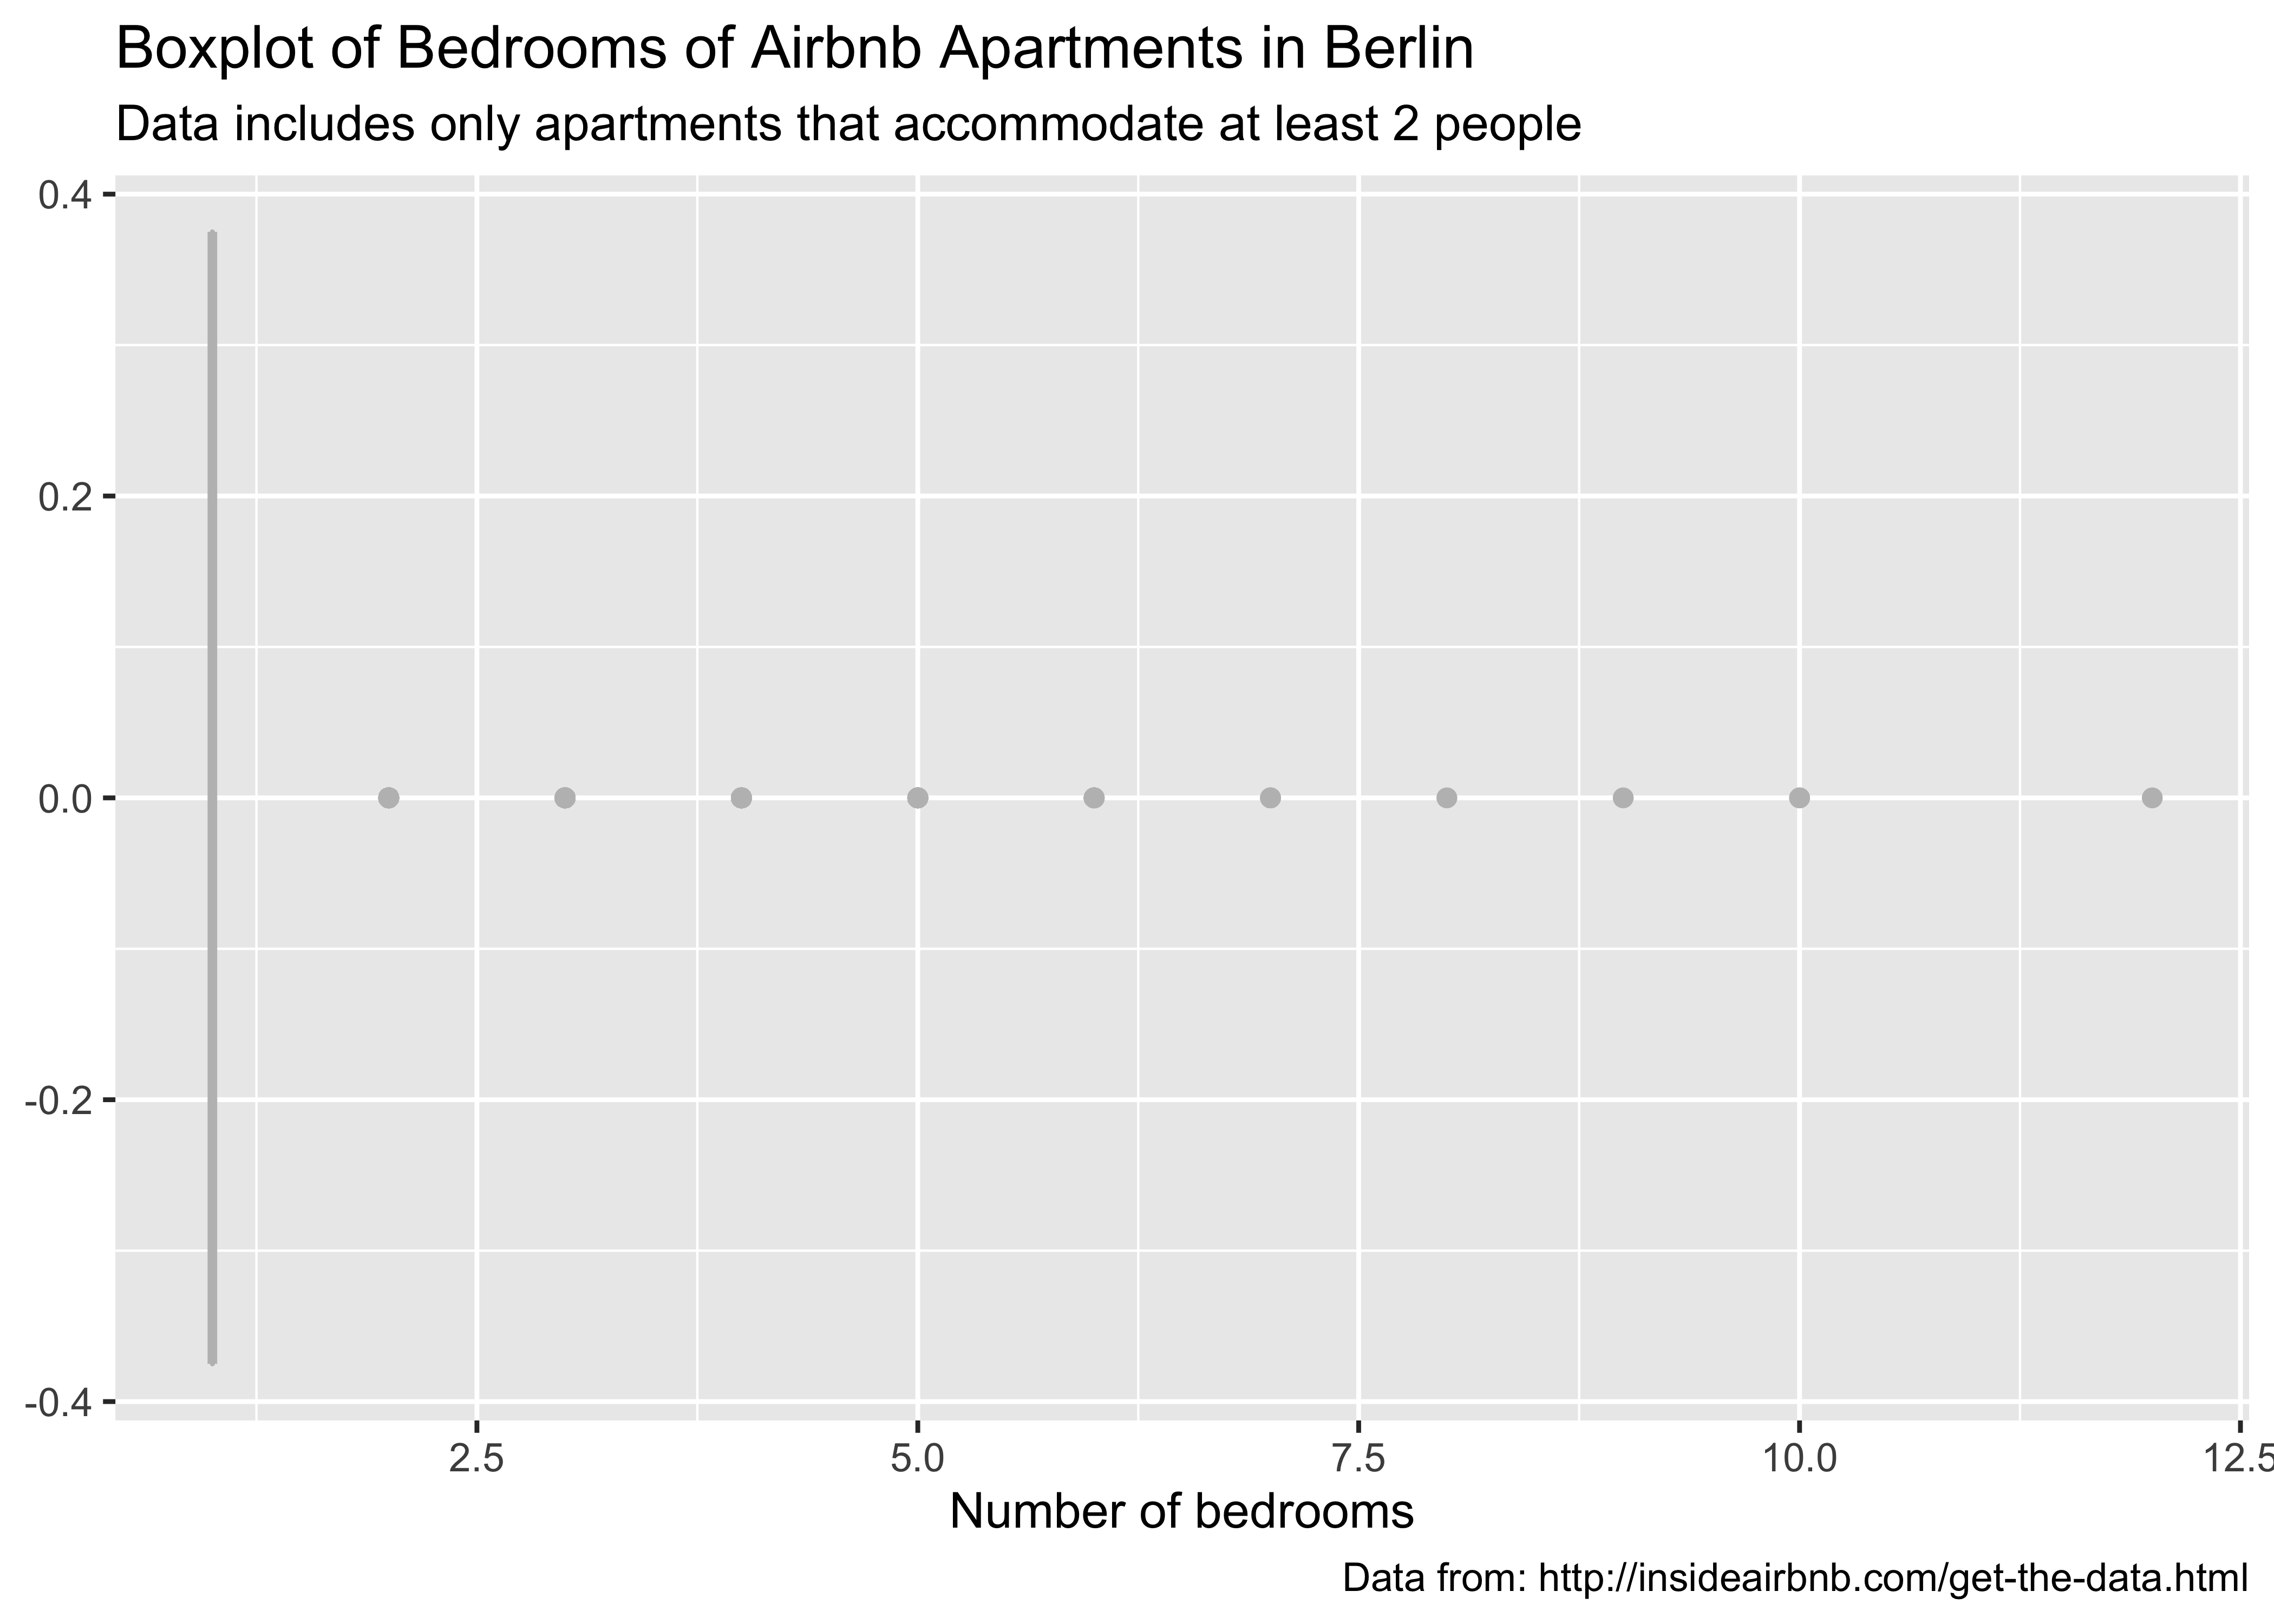 Boxplot of Bedrooms of Airbnb Apartments in Berlin
Data includes only apartments that accommodate at least 2 people
0.4
0.2
0.0
-0.2
-0.4
2.5 5.0 7.5 10.0 12.5
Number of bedrooms
Data from: http://insideairbnb.com/get-the-data.html